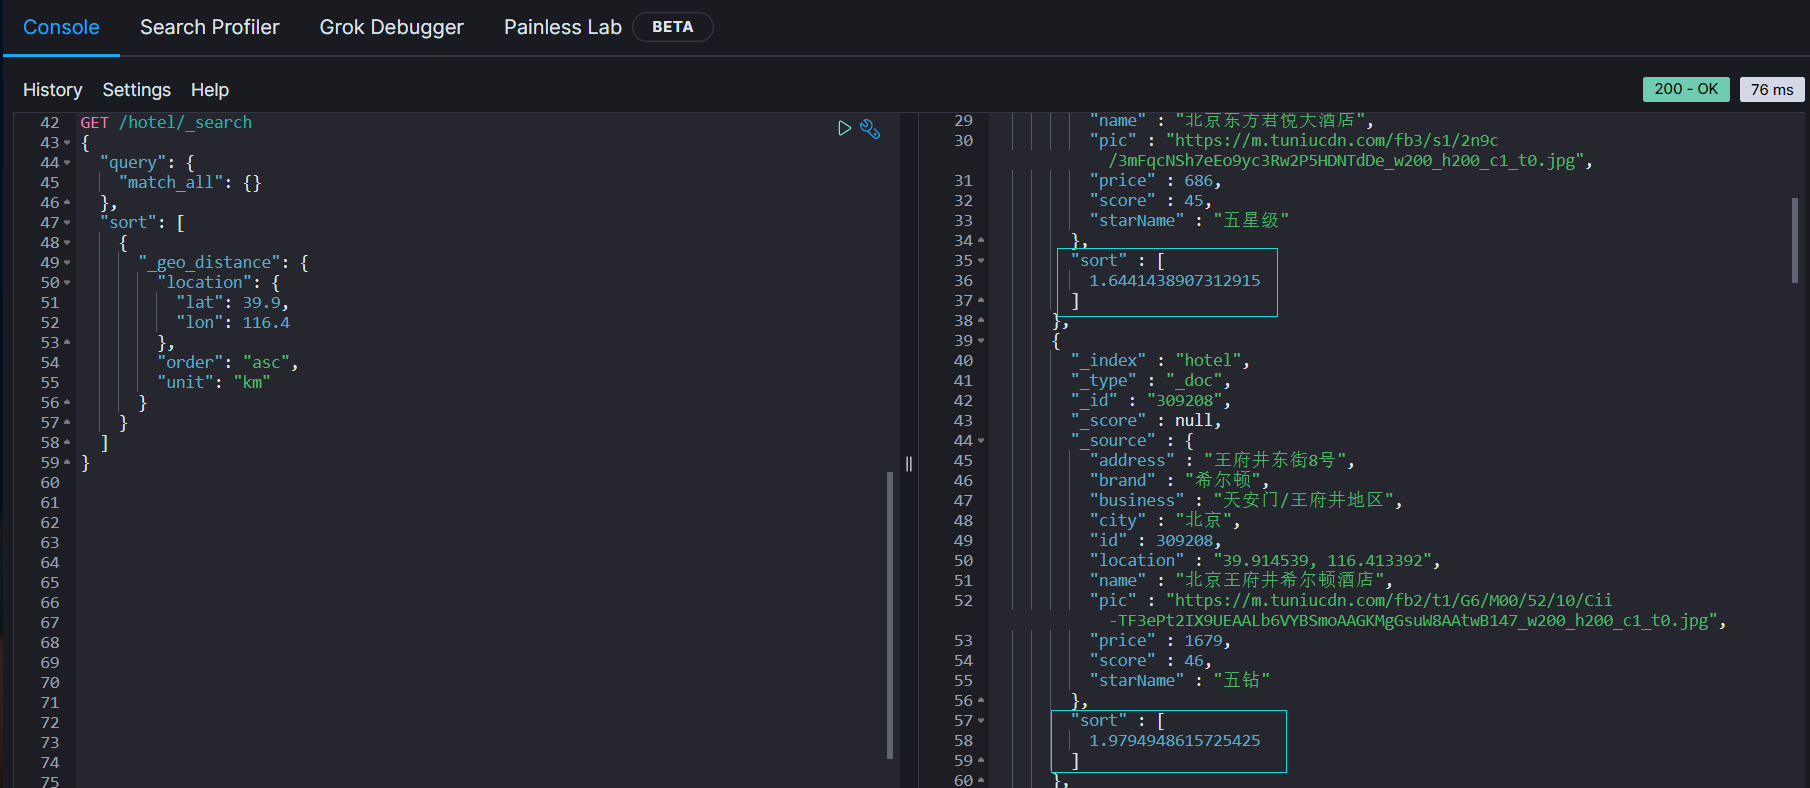 Console Search Profiler Grok Debugger Painless Lab BETA
History Settings Help
200 - OK 76 ms
42 GET /hotel/_search
43 {
44 "query": {
45 "match_all": {}
46 },
47 "sort": [
48 {
49 "_geo_distance": {
50 "location": {
51 "lat": 39.9,
52 "lon": 116.4
53 },
54 "order": "asc",
55 "unit": "km"
56 }
57 }
58 ]
59 }
60
61
62
63
64
65
66
67
68
69
70
71
72
73
74
75
29 "name" : "北京东方君悦大酒店",
30 "pic" : "https://m.tuniucdn.com/fb3/s1/2n9c
/3mFqcNSh7eEo9yc3Rw2P5HDNTdDe_w200_h200_c1_t0.jpg",
31 "price" : 686,
32 "score" : 45,
33 "starName" : "五星级"
34 },
35 "sort" : [
36 1.6441438907312915
37 ]
38 },
39 {
40 "_index" : "hotel",
41 "_type" : "_doc",
42 "_id" : "309208",
43 "_score" : null,
44 "_source" : {
45 "address" : "王府井东街8号",
46 "brand" : "希尔顿",
47 "business" : "天安门/王府井地区",
48 "city" : "北京",
49 "id" : 309208,
50 "location" : "39.914539, 116.413392",
51 "name" : "北京王府井希尔顿酒店",
52 "pic" : "https://m.tuniucdn.com/fb2/t1/G6/M00/52/10/Cii
-TF3ePt2IX9UEAALb6VYBSmoAAGKMgGsuW8AAtwB147_w200_h200_c1_t0.jpg",
53 "price" : 1679,
54 "score" : 46,
55 "starName" : "五钻"
56 },
57 "sort" : [
58 1.9794948615725425
59 ]
60 },